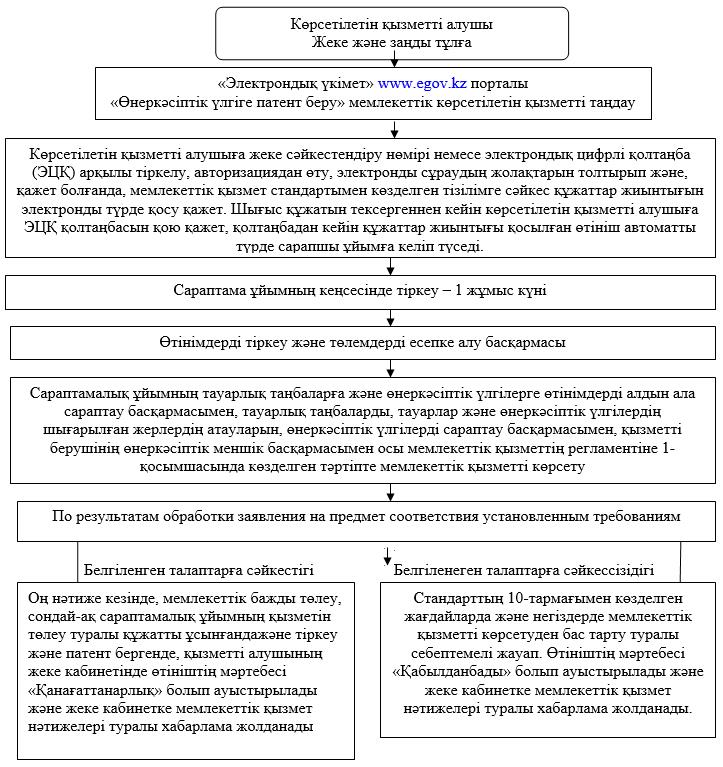 Көрсетілетін қызметті алушы
Жеке және заңды тұлға
«Электрондық үкімет» www.egov.kz порталы
«Өнеркәсіптік үлгіге патент беру» мемлекеттік көрсетілетін қызметті таңдау
Көрсетілетін қызметті алушыға жеке сәйкестендіру нөмірі немесе электрондық цифрлі қолтаңба
(ЭЦҚ) арқылы тіркелу, авторизациядан өту, электронды сұраудың жолақтарын толтырып және,
қажет болғанда, мемлекеттік қызмет стандартымен көзделген тізілімге сәйкес құжаттар жиынтығын
электронды түрде қосу қажет. Шығыс құжатын тексергеннен кейін көрсетілетін қызметті алушыға
ЭЦҚ қолтаңбасын қою қажет, қолтаңбадан кейін құжаттар жиынтығы қосылған өтініш автоматты
түрде сарапшы ұйымға келіп түседі.
Сараптама ұйымның кеңсесінде тіркеу – 1 жұмыс күні
Өтінімдерді тіркеу және төлемдерді есепке алу басқармасы
Сараптамалық ұйымның тауарлық таңбаларға және өнеркәсіптік үлгілерге өтінімдерді алдын ала
сараптау басқармасымен, тауарлық таңбаларды, тауарлар және өнеркәсіптік үлгілердің
шығарылған жерлердің атауларын, өнеркәсіптік үлгілерді сараптау басқармасымен, қызметті
берушінің өнеркәсіптік меншік басқармасымен осы мемлекеттік қызметтің регламентіне 1-
қосымшасында көзделген тәртіпте мемлекеттік қызметті көрсету
По результатам обработки заявления на предмет соответствия установленным требованиям
Белгіленген талаптарға сәйкестігі
Оң нәтиже кезінде, мемлекеттік бажды төлеу,
сондай-ақ сараптамалық ұйымның қызметін
төлеу туралы құжатты ұсынғандажәне тіркеу
және патент бергенде, қызметті алушының
жеке кабинетінде өтініштің мәртебесі
«Қанағаттанарлық» болып ауыстырылады
және жеке кабинетке мемлекеттік қызмет
нәтижелері туралы хабарлама жолданады
Белгіленеген талаптарға сәйкессізідігі
Стандарттың 10-тармағымен көзделген
жағдайларда және негіздерде мемлекеттік
қызметті көрсетуден бас тарту туралы
себептемелі жауап. Өтініштің мәртебесі
«Қабылданбады» болып ауыстырылады және
жеке кабинетке мемлекеттік қызмет
нәтижелері туралы хабарлама жолданады.